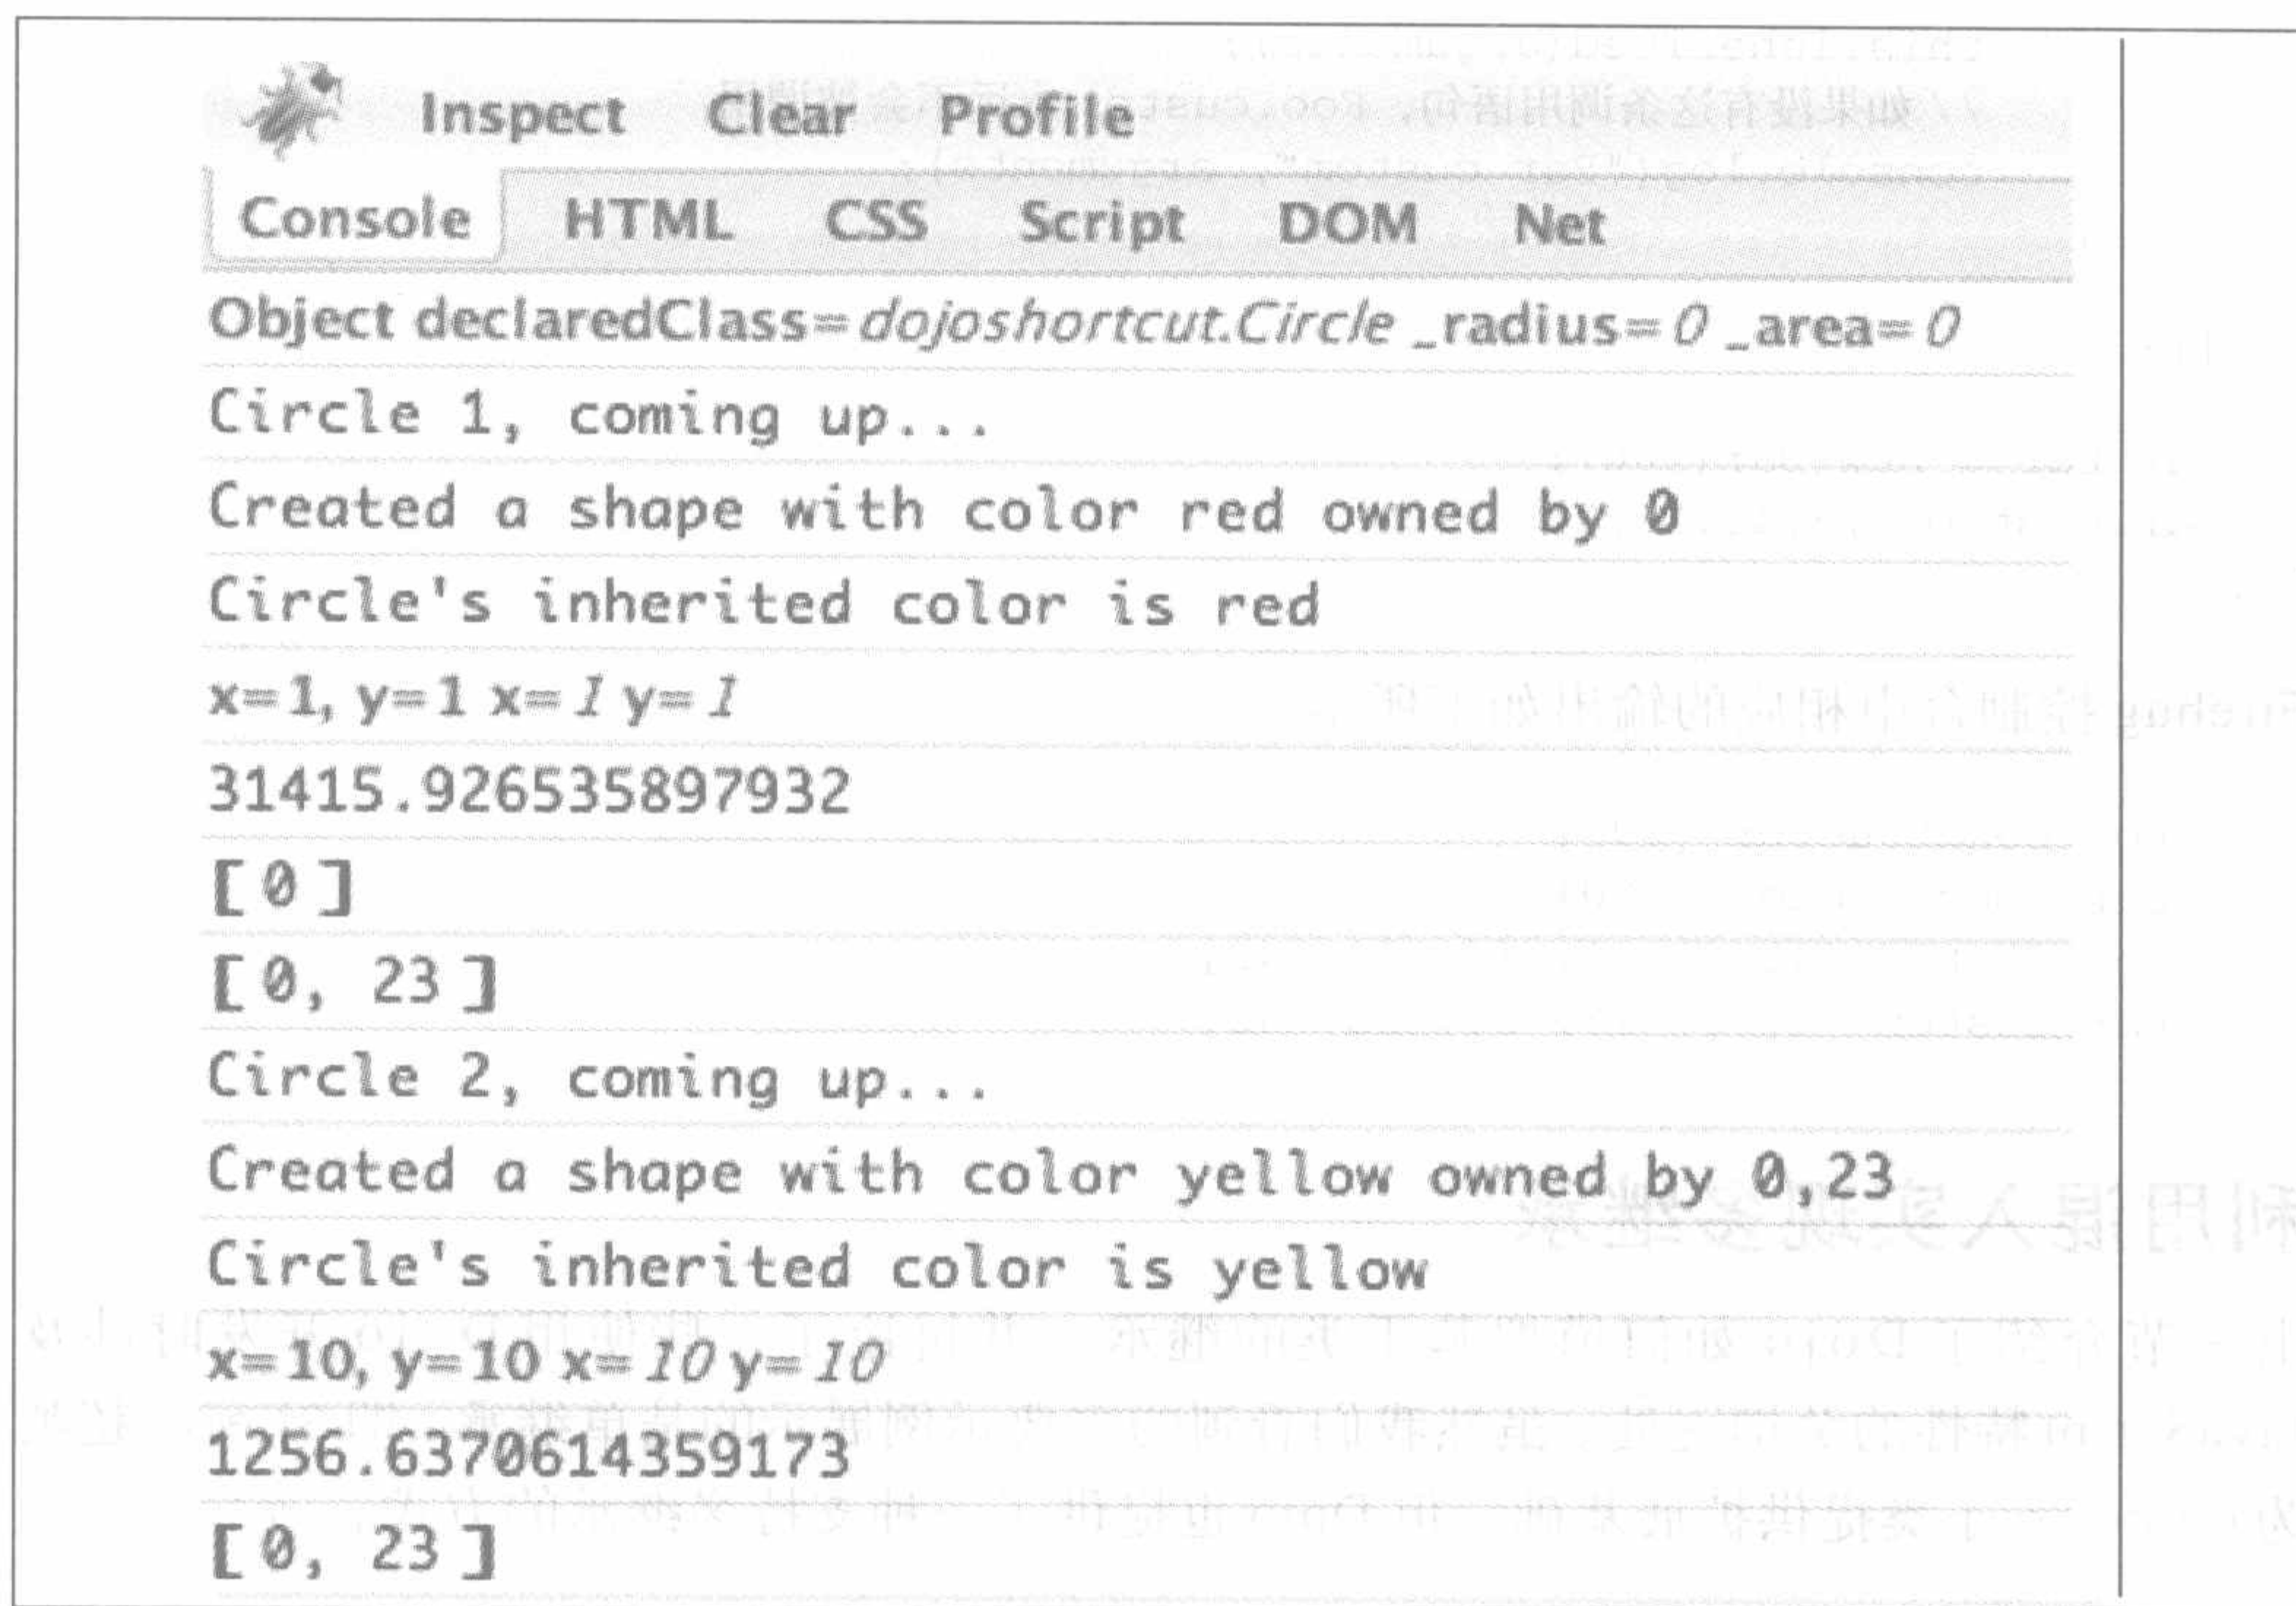 Inspect Clear Profile
Console HTML CSS Script DOM Net
Object declaredClass=dojoshortcut.Circle _radius=0 _area=0
Circle 1, coming up...
Created a shape with color red owned by 0
Circle's inherited color is red
x=1, y=1 x=1 y=1
31415.926535897932
[0]
[0, 23]
Circle 2, coming up...
Created a shape with color yellow owned by 0,23
Circle's inherited color is yellow
x=10, y=10 x=10 y=10
1256.6370614359173
[0, 23]